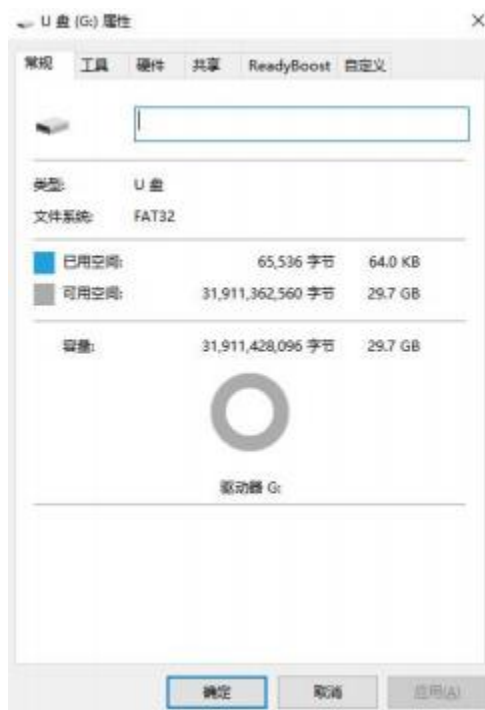 U 盘 (G:) 属性
常规 工具 硬件 共享 ReadyBoost 自定义
类型: U 盘
文件系统: FAT32
已用空间: 65,536 字节 64.0 KB
可用空间: 31,911,362,560 字节 29.7 GB
容量: 31,911,428,096 字节 29.7 GB
驱动器 G:
确定 取消 应用(A)